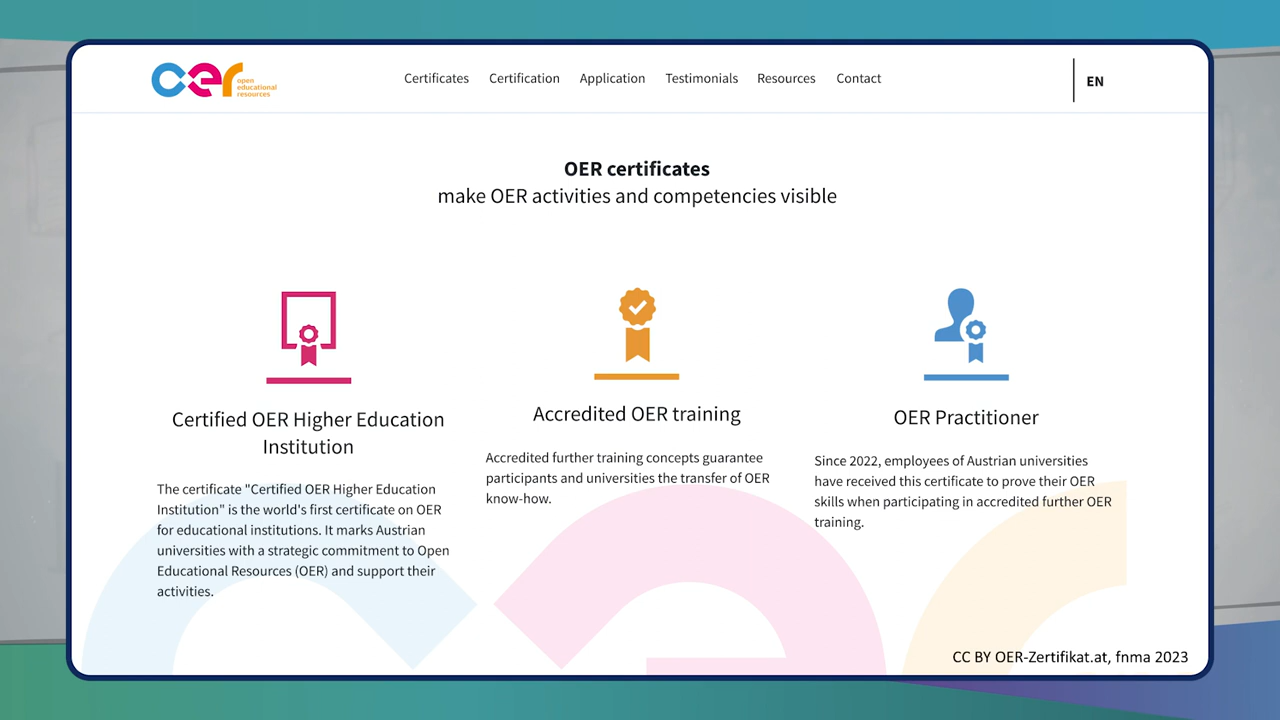 oer
open
educational
resources
Certificates Certification Application Testimonials Resources Contact
EN
OER certificates
make OER activities and competencies visible
Certified OER Higher Education
Institution
The certificate "Certified OER Higher Education
Institution" is the world's first certificate on OER
for educational institutions. It marks Austrian
universities with a strategic commitment to Open
Educational Resources (OER) and support their
activities.
Accredited OER training
Accredited further training concepts guarantee
participants and universities the transfer of OER
know-how.
OER Practitioner
Since 2022, employees of Austrian universities
have received this certificate to prove their OER
skills when participating in accredited further OER
training.
CC BY OER-Zertifikat.at, fnma 2023